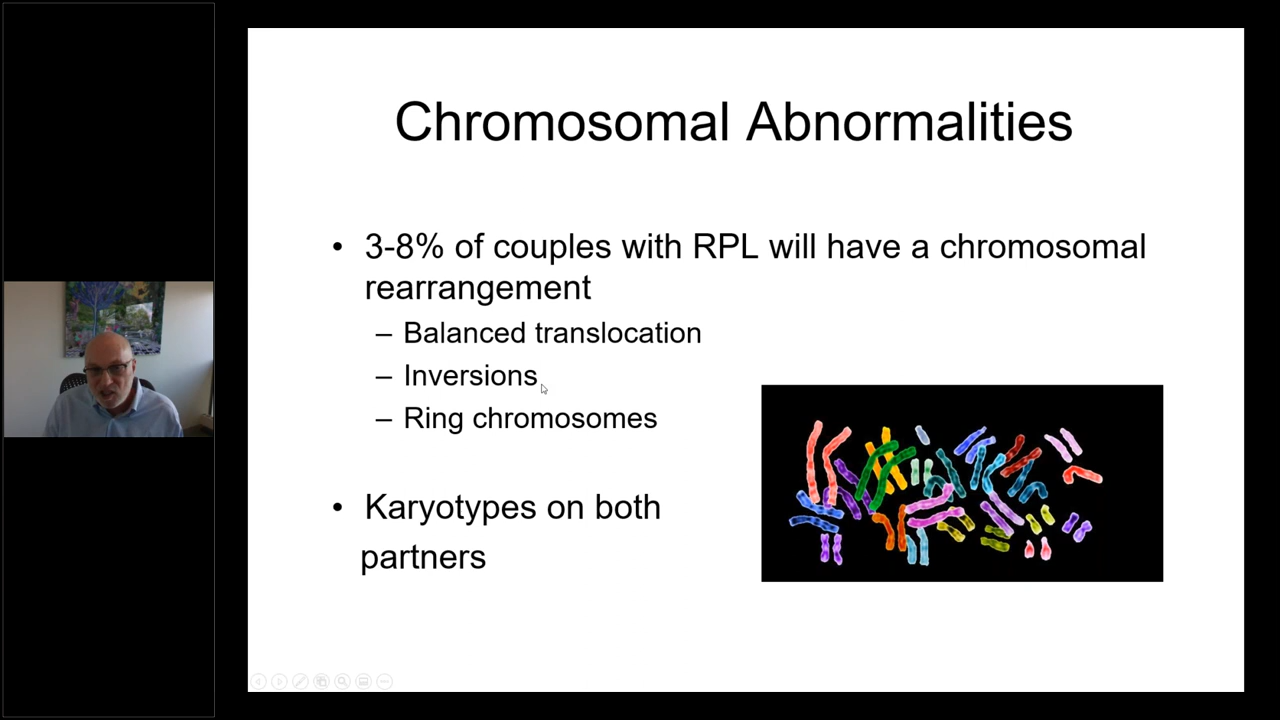 Chromosomal Abnormalities
• 3-8% of couples with RPL will have a chromosomal
rearrangement
– Balanced translocation
– Inversions
– Ring chromosomes
• Karyotypes on both
partners